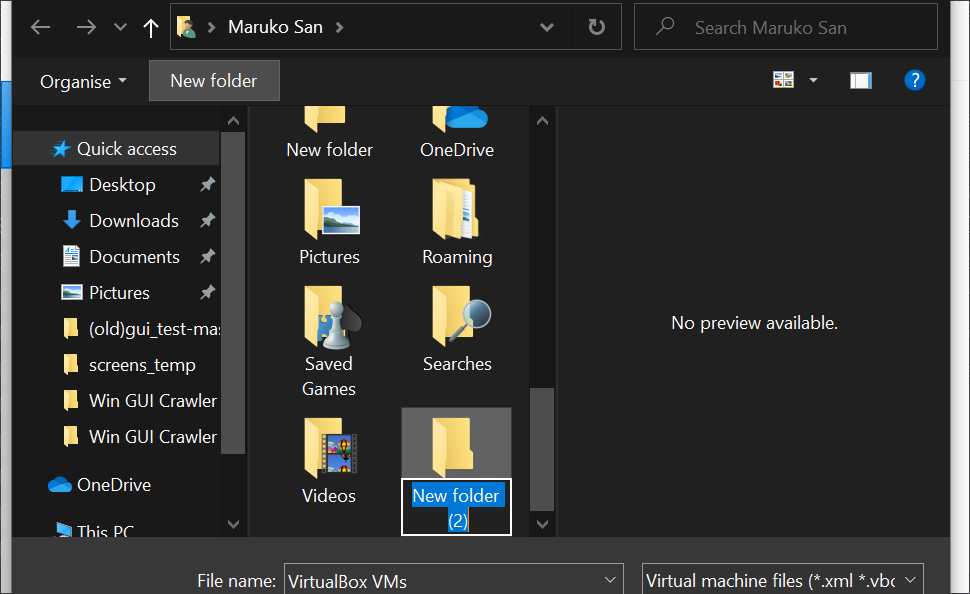 Maruko San
Search Maruko San
Organise
New folder
?
Quick access
Desktop
Downloads
Documents
Pictures
(old)gui_test-mas
screens_temp
Win GUI Crawler
Win GUI Crawler
OneDrive
This PC
New folder
OneDrive
Pictures
Roaming
Saved
Games
Searches
Videos
New folder
(2)
No preview available.
File name:
VirtualBox VMs
Virtual machine files (*.xml *.vbo